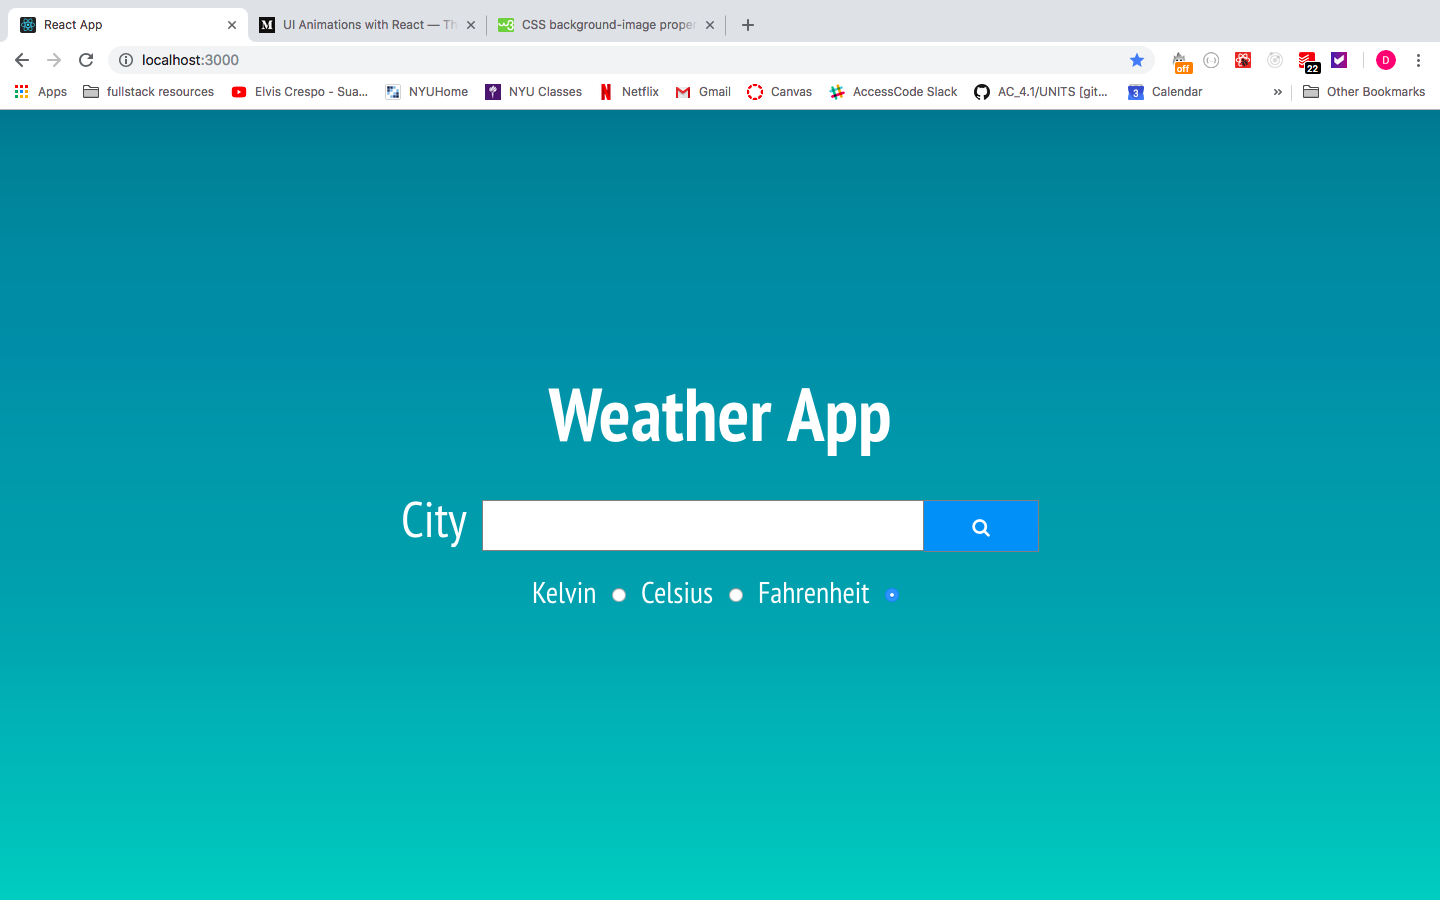 React App
UI Animations with React — Th
CSS background-image proper
localhost:3000
off
22
D
Apps
fullstack resources
Elvis Crespo - Sua...
NYUHome
NYU Classes
Netflix
Gmail
Canvas
AccessCode Slack
AC_4.1/UNITS [git...
3
Calendar
»
Other Bookmarks
Weather App
City
Kelvin Celsius Fahrenheit